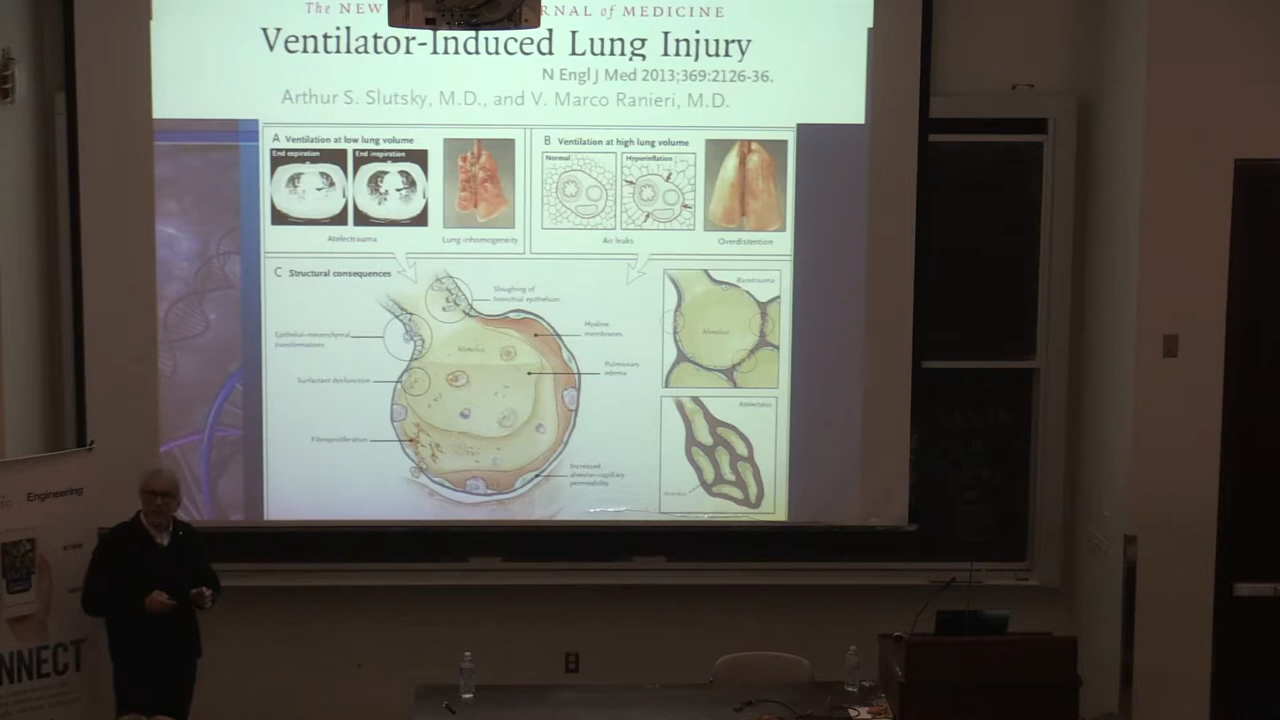 The NEW RNAL of MEDICINE
Ventilator-Induced Lung Injury
N Engl J Med 2013;369:2126-36.
Arthur S. Slutsky, M.D., and V. Marco Ranieri, M.D.
A Ventilation at low lung volume
End expiration
End inspiration
Atelectrauma
Lung inhomogeneity
B Ventilation at high lung volume
Normal
Hyperinflation
Air leaks
Overdistention
C Structural consequences
Sloughing of
bronchial epithelium
Epithelial–mesenchymal
transformations
Hyaline
membranes
Alveolus
Pulmonary
edema
Surfactant dysfunction
Fibroproliferation
Increased
alveolar–capillary
permeability
Barotrauma
Alveolus
Atelectasis
Alveolus
Engineering
NNECT